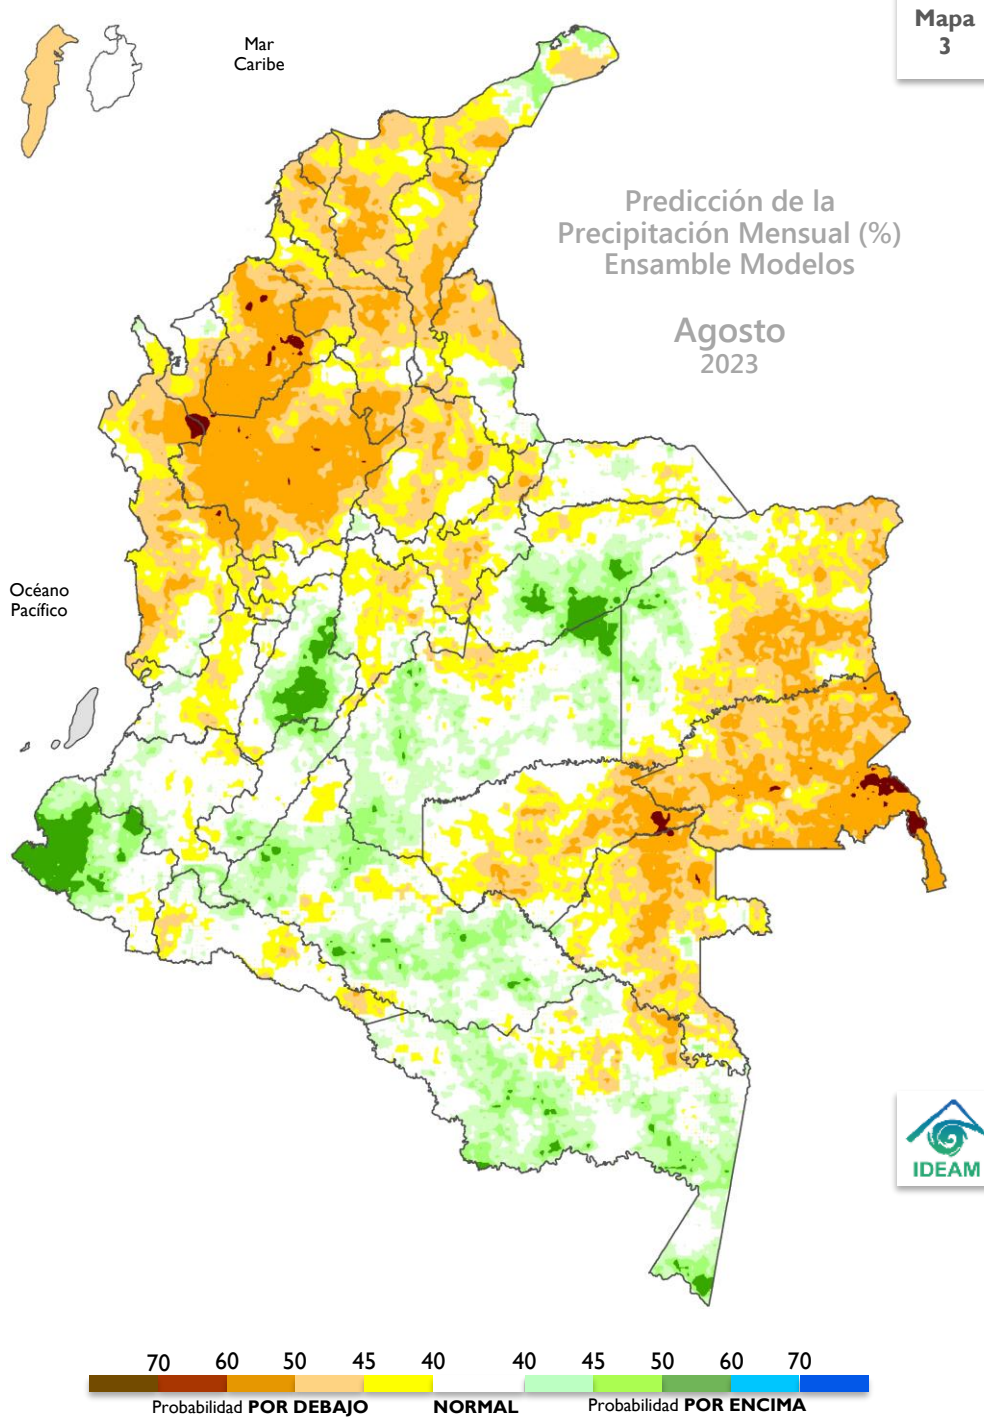 Mapa
3
Mar
Caribe
Predicción de la
Precipitación Mensual (%)
Ensamble Modelos
Agosto
2023
Océano
Pacífico
IDEAM
70 60 50 45 40 40 45 50 60 70
Probabilidad POR DEBAJO NORMAL Probabilidad POR ENCIMA